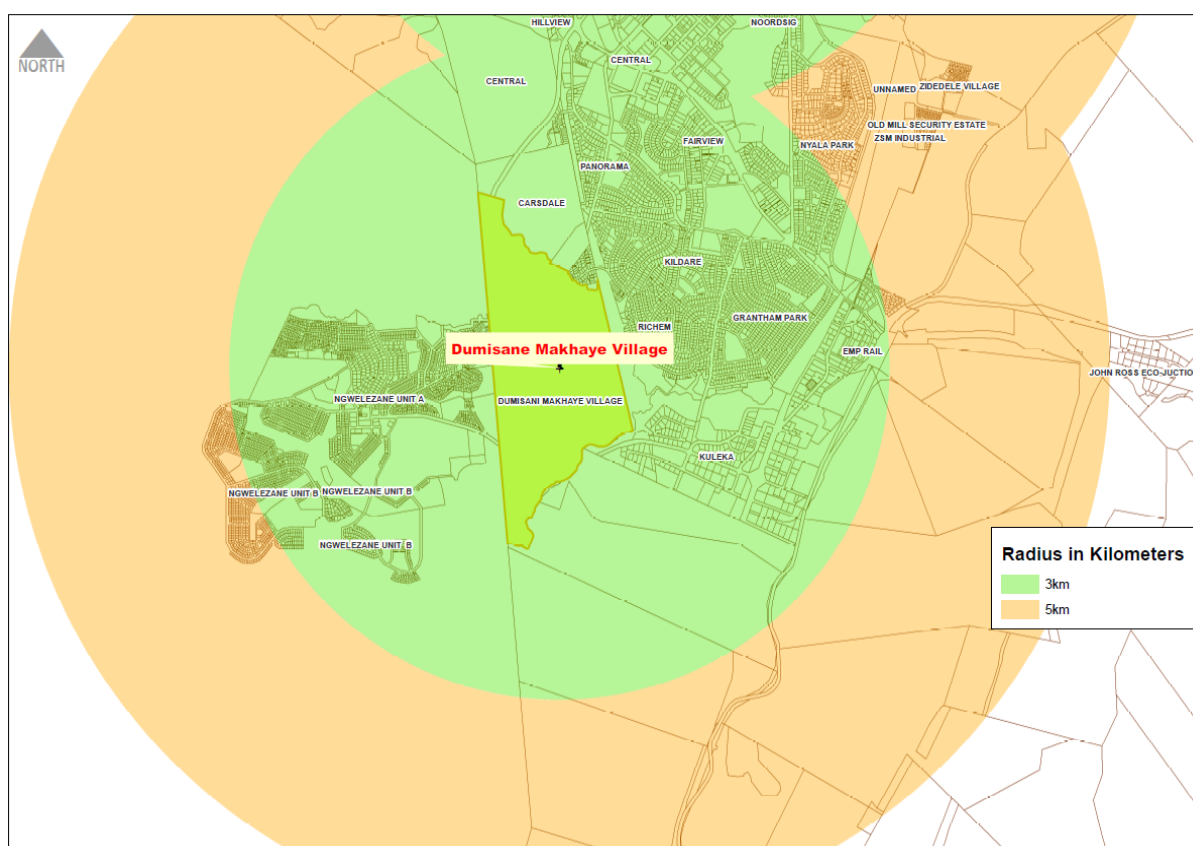 HILLVIEW
NOORDSIG
NORTH
CENTRAL
CENTRAL
UNNAMED
ZIDEDELE VILLAGE
OLD MILL SECURITY ESTATE
ZSM INDUSTRIAL
FAIRVIEW
NYALA PARK
PANORAMA
CARSDALE
KILDARE
GRANTHAM PARK
RICHEM
Dumisane Makhaye Village
EMP RAIL
JOHN ROSS ECO-JUCTIO
NGWELEZANE UNIT A
DUMISANI MAKHAYE VILLAGE
KULEKA
NGWELEZANE UNIT B
NGWELEZANE UNIT B
NGWELEZANE UNIT B
Radius in Kilometers
3km
5km